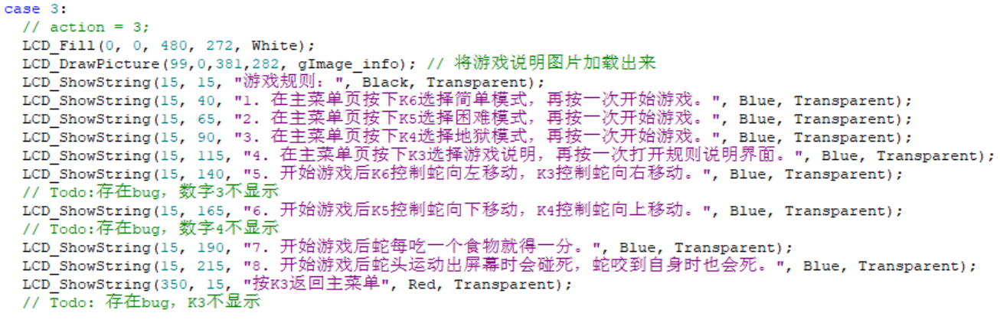 case 3:
// action = 3;
LCD_Fill(0, 0, 480, 272, White);
LCD_DrawPicture(99,0,381,282, gImage_info); // 将游戏说明图片加载出来
LCD_ShowString(15, 15, "游戏规则：", Black, Transparent);
LCD_ShowString(15, 40, "1. 在主菜单页按下K6选择简单模式，再按一次开始游戏。", Blue, Transparent);
LCD_ShowString(15, 65, "2. 在主菜单页按下K5选择困难模式，再按一次开始游戏。", Blue, Transparent);
LCD_ShowString(15, 90, "3. 在主菜单页按下K4选择地狱模式，再按一次开始游戏。", Blue, Transparent);
LCD_ShowString(15, 115, "4. 在主菜单页按下K3选择游戏说明，再按一次打开规则说明界面。", Blue, Transparent);
LCD_ShowString(15, 140, "5. 开始游戏后K6控制蛇向左移动，K3控制蛇向右移动。", Blue, Transparent);
// Todo:存在bug，数字3不显示
LCD_ShowString(15, 165, "6. 开始游戏后K5控制蛇向下移动，K4控制蛇向上移动。", Blue, Transparent);
// Todo:存在bug，数字4不显示
LCD_ShowString(15, 190, "7. 开始游戏后蛇每吃一个食物就得一分。", Blue, Transparent);
LCD_ShowString(15, 215, "8. 开始游戏后蛇头运动出屏幕时会碰死，蛇咬到自身时也会死。", Blue, Transparent);
LCD_ShowString(350, 15, "按K3返回主菜单", Red, Transparent);
// Todo: 存在bug，K3不显示